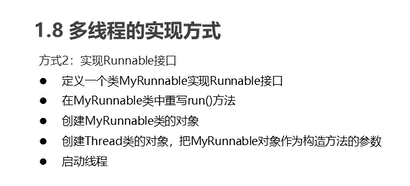 1.8 多线程的实现方式
方式2：实现Runnable接口
● 定义一个类MyRunnable实现Runnable接口
● 在MyRunnable类中重写run()方法
● 创建MyRunnable类的对象
● 创建Thread类的对象，把MyRunnable对象作为构造方法的参数
● 启动线程